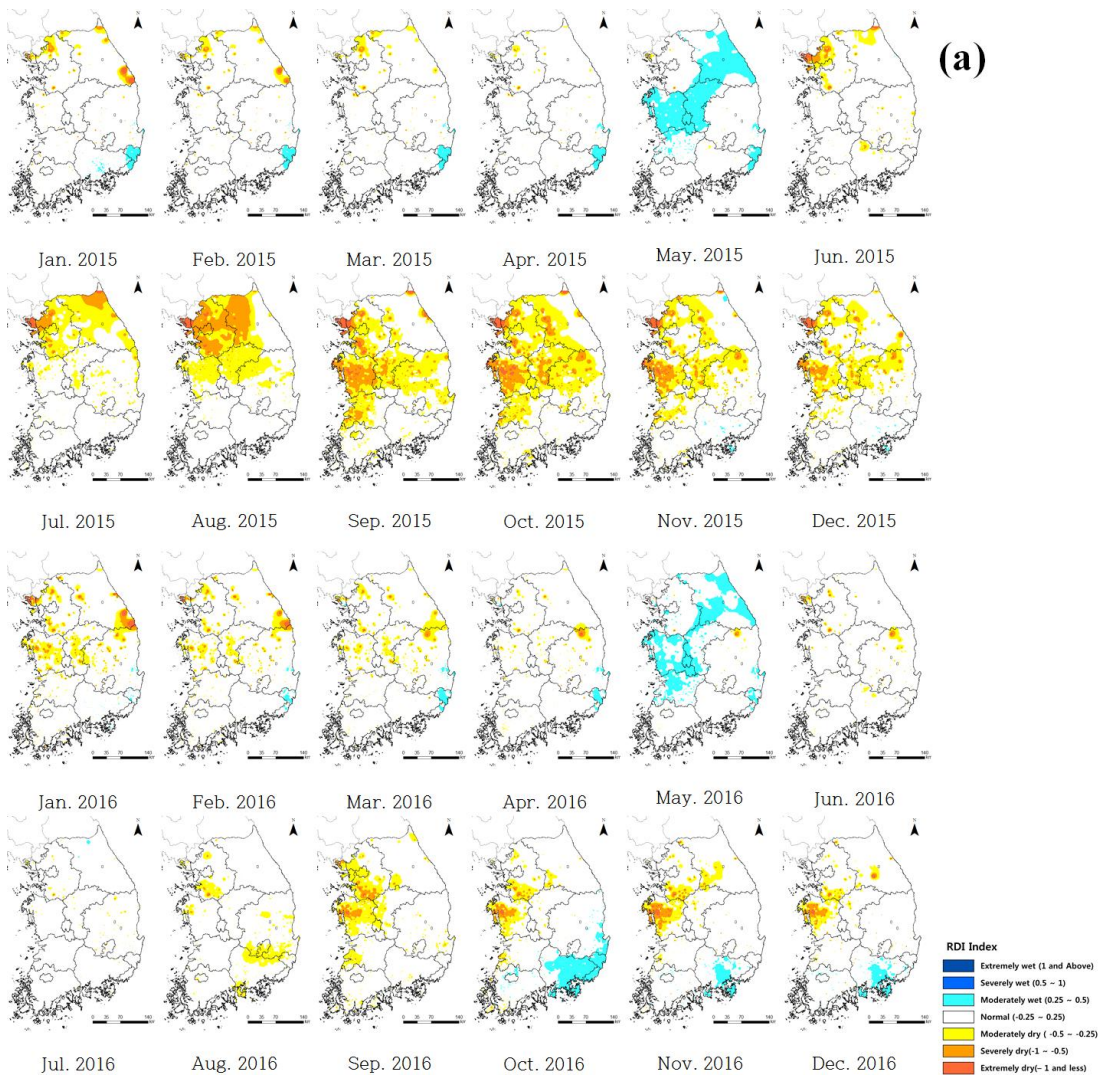 (a)
Jan. 2015
Feb. 2015
Mar. 2015
Apr. 2015
May. 2015
Jun. 2015
Jul. 2015
Aug. 2015
Sep. 2015
Oct. 2015
Nov. 2015
Dec. 2015
Jan. 2016
Feb. 2016
Mar. 2016
Apr. 2016
May. 2016
Jun. 2016
Jul. 2016
Aug. 2016
Sep. 2016
Oct. 2016
Nov. 2016
Dec. 2016
RDI Index
Extremely wet (1 and Above)
Severely wet (0.5 ~ 1)
Moderately wet (0.25 ~ 0.5)
Normal (-0.25 ~ 0.25)
Moderately dry ( -0.5 ~ -0.25)
Severely dry(-1 ~ -0.5)
Extremely dry(- 1 and less)